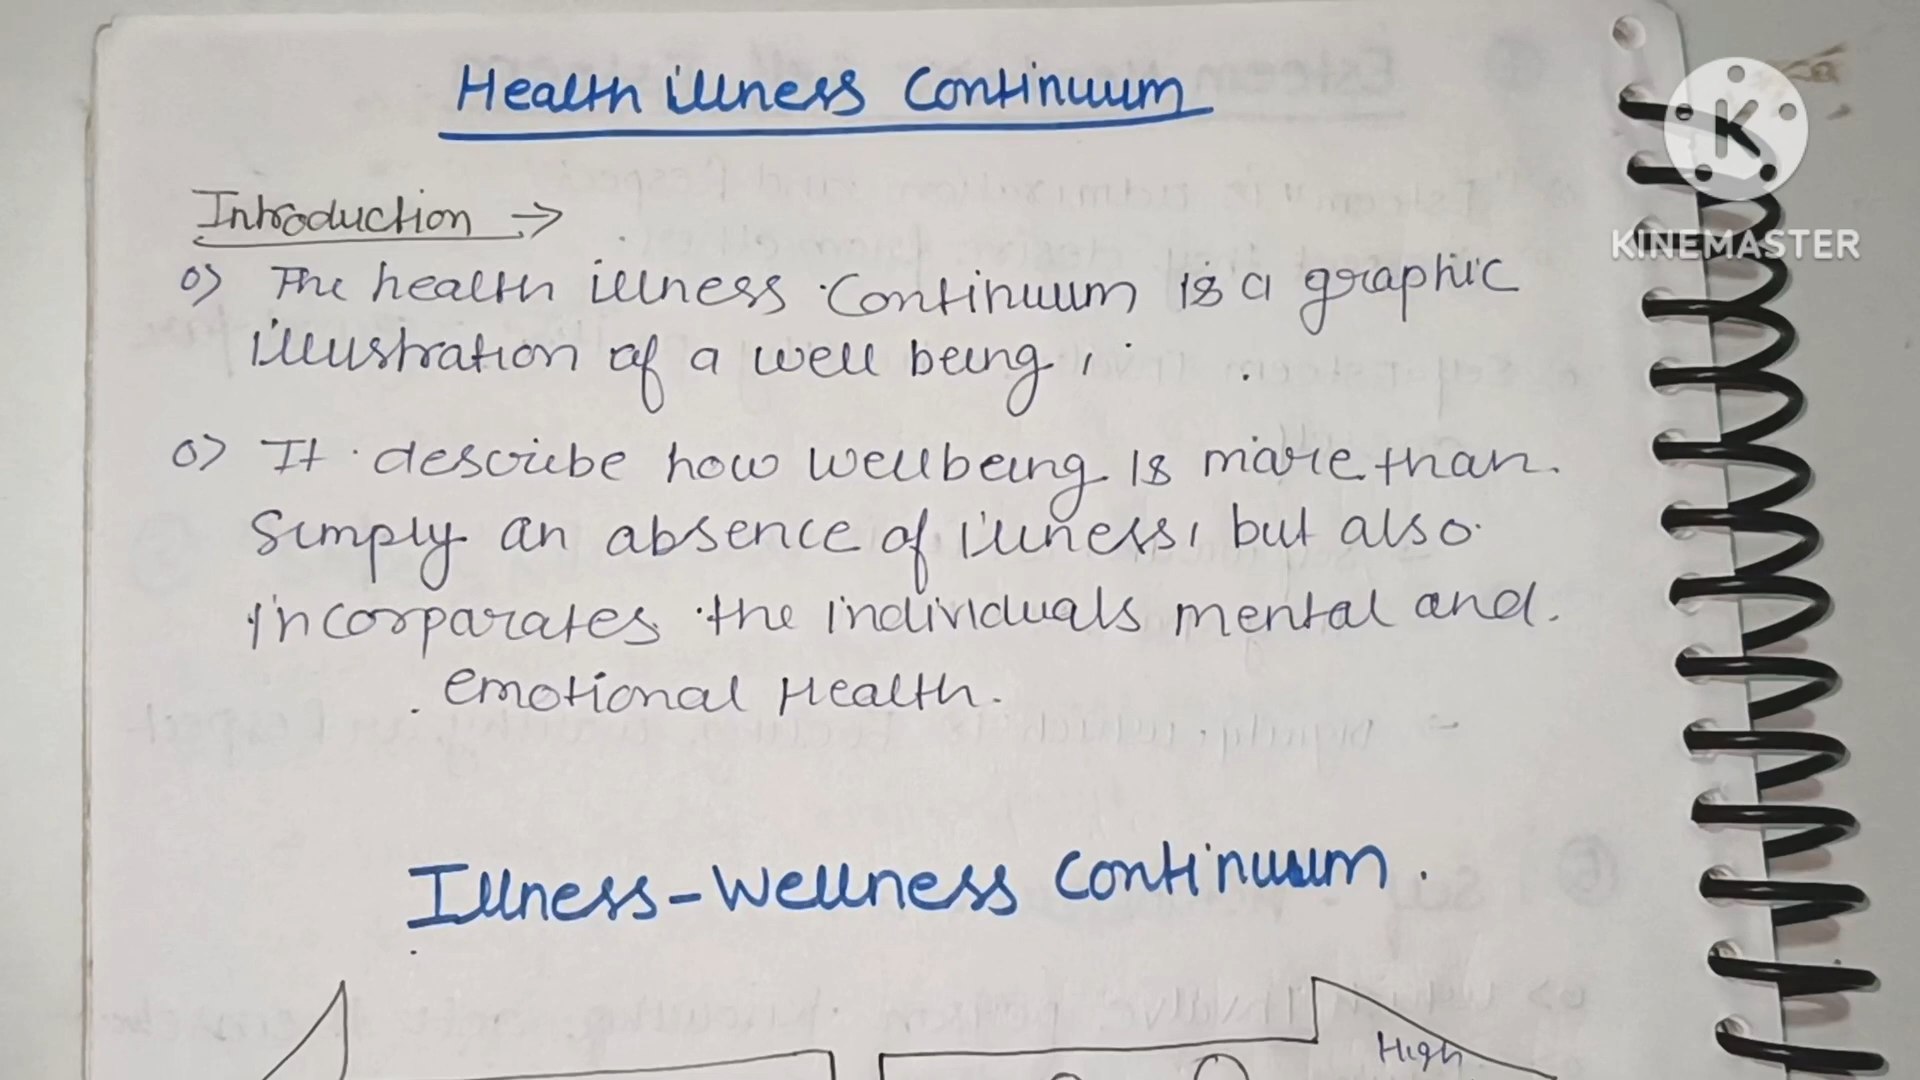 Health illness Continuum
Introduction →
o> The health illness Continuum is a graphic
illustration of a well being,
o> It describe how wellbeing is more than
Simply an absence of illness, but also
incorparates the individuals mental and
emotional Health.
Illness-Wellness Continuum.
High
K
KINEMASTER